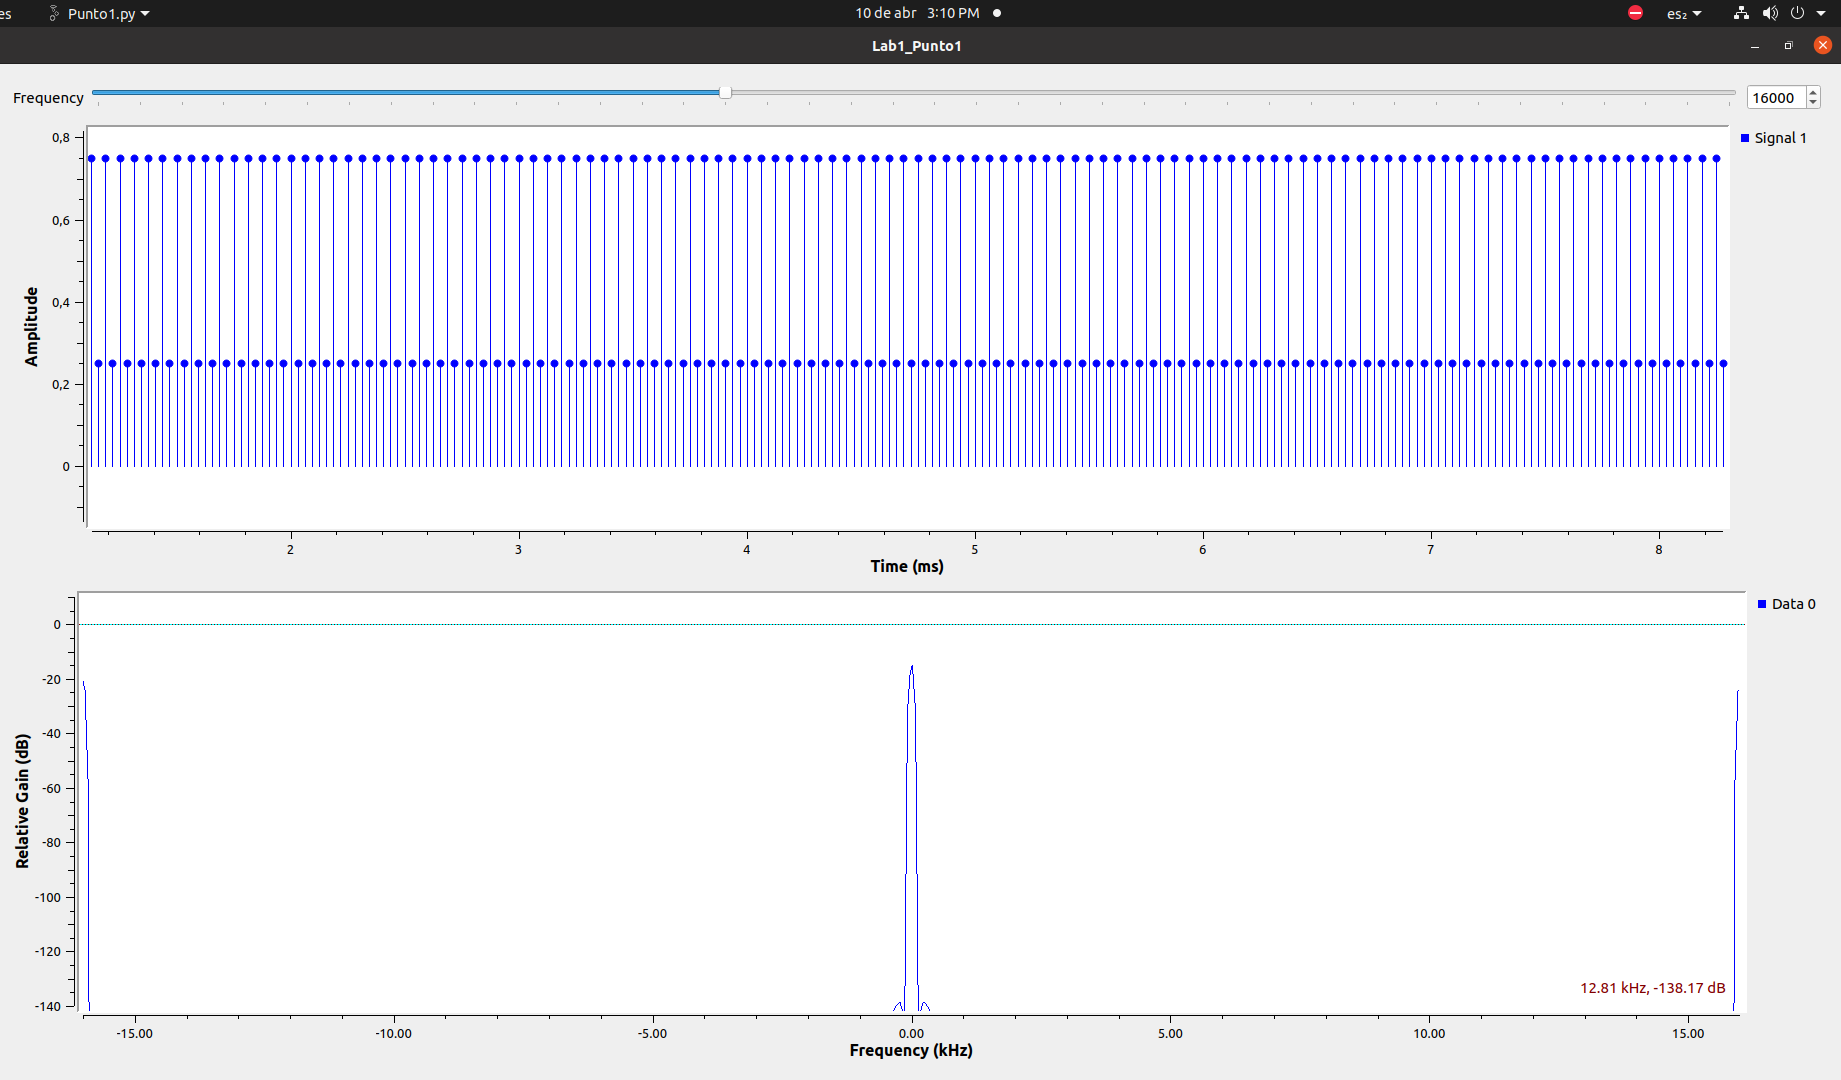 es Punto1.py 10 de abr 3:10 PM es₂
Lab1_Punto1
Frequency 16000
Signal 1
0,8
0,6
0,4
0,2
0
Amplitude
2 3 4 5 6 7 8
Time (ms)
Data 0
0
-20
-40
-60
-80
-100
-120
-140
Relative Gain (dB)
12.81 kHz, -138.17 dB
-15.00 -10.00 -5.00 0.00 5.00 10.00 15.00
Frequency (kHz)